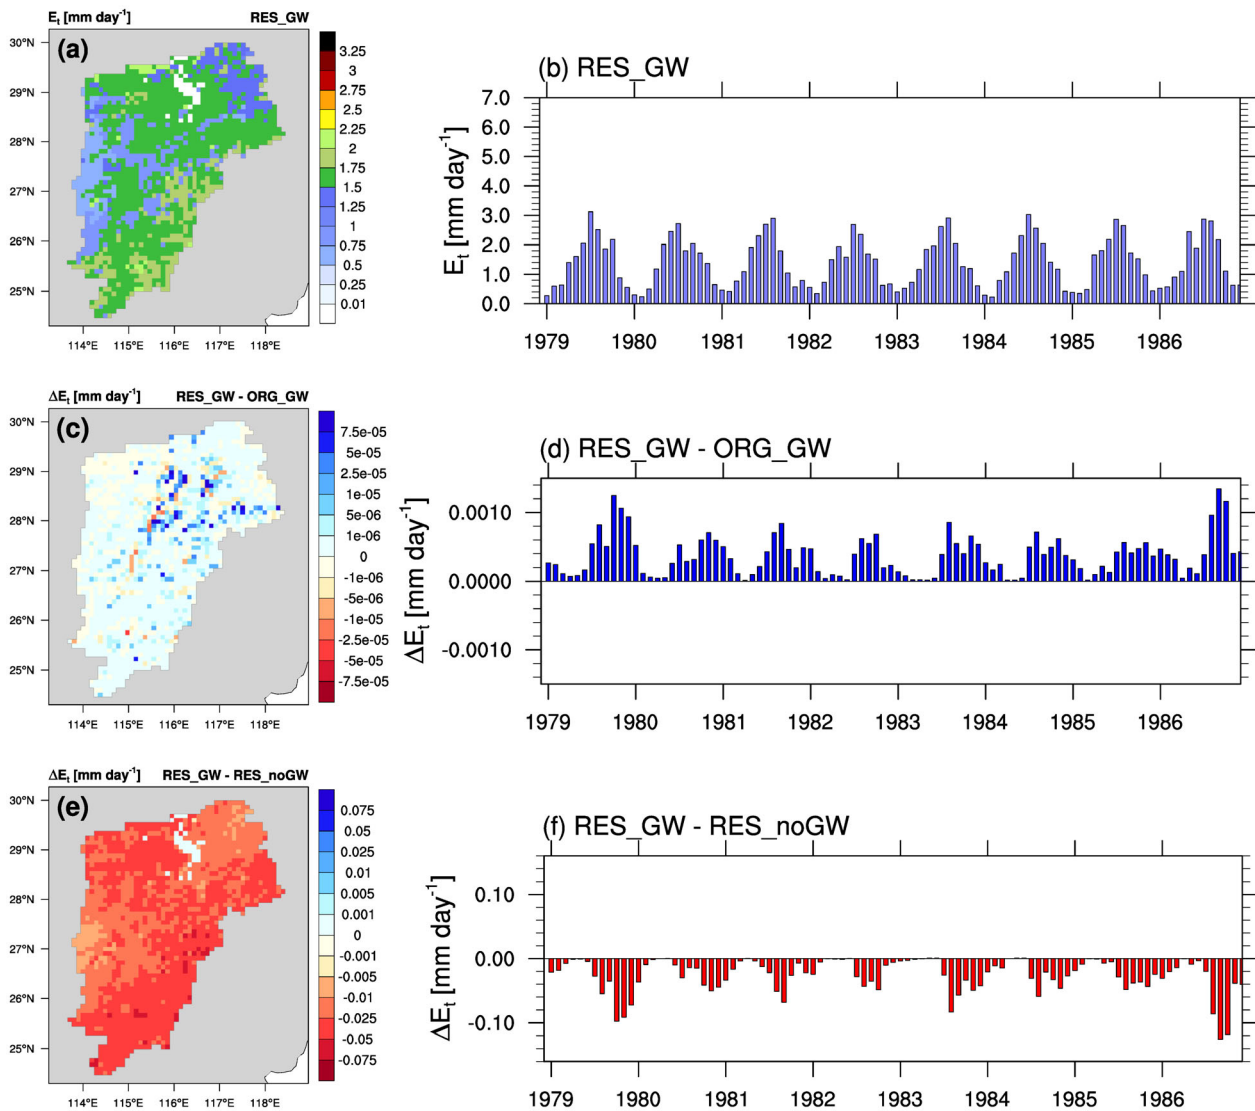 Eₜ [mm day⁻¹] RES_GW
(a)
30°N
29°N
28°N
27°N
26°N
25°N
114°E 115°E 116°E 117°E 118°E
3.25
3
2.75
2.5
2.25
2
1.75
1.5
1.25
1
0.75
0.5
0.25
0.01
(b) RES_GW
Eₜ [mm day⁻¹]
7.0
6.0
5.0
4.0
3.0
2.0
1.0
0.0
1979 1980 1981 1982 1983 1984 1985 1986
ΔEₜ [mm day⁻¹] RES_GW - ORG_GW
(c)
30°N
29°N
28°N
27°N
26°N
25°N
114°E 115°E 116°E 117°E 118°E
7.5e-05
5e-05
2.5e-05
1e-05
5e-06
1e-06
0
-1e-06
-5e-06
-1e-05
-2.5e-05
-5e-05
-7.5e-05
(d) RES_GW - ORG_GW
ΔEₜ [mm day⁻¹]
0.0010
0.0000
-0.0010
1979 1980 1981 1982 1983 1984 1985 1986
ΔEₜ [mm day⁻¹] RES_GW - RES_noGW
(e)
30°N
29°N
28°N
27°N
26°N
25°N
114°E 115°E 116°E 117°E 118°E
0.075
0.05
0.025
0.01
0.005
0.001
0
-0.001
-0.005
-0.01
-0.025
-0.05
-0.075
(f) RES_GW - RES_noGW
ΔEₜ [mm day⁻¹]
0.10
0.00
-0.10
1979 1980 1981 1982 1983 1984 1985 1986